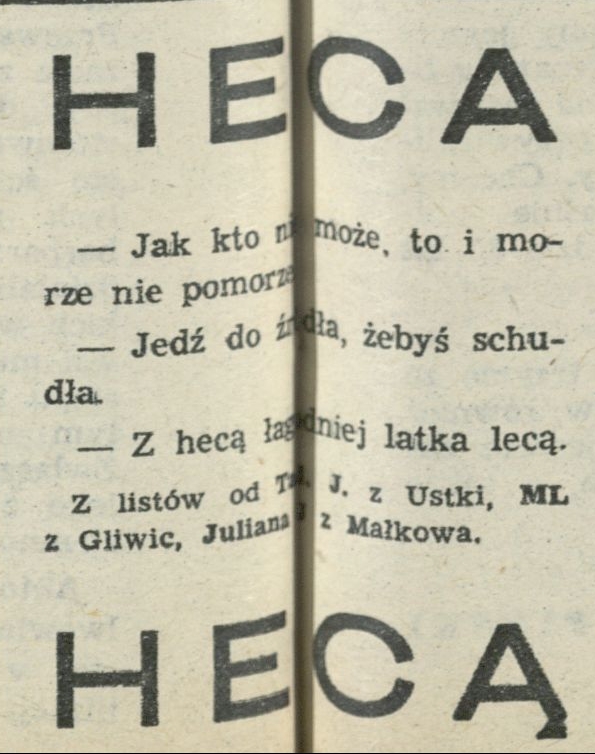 HECA
— Jak kto nie może, to i mo-
rze nie pomorze
— Jedź do źródła, żebyś schu-
dła.
— Z hecą łagodniej latka lecą.
Z listów od J. z Ustki, ML
z Gliwic, z Małkowa.
HECĄ